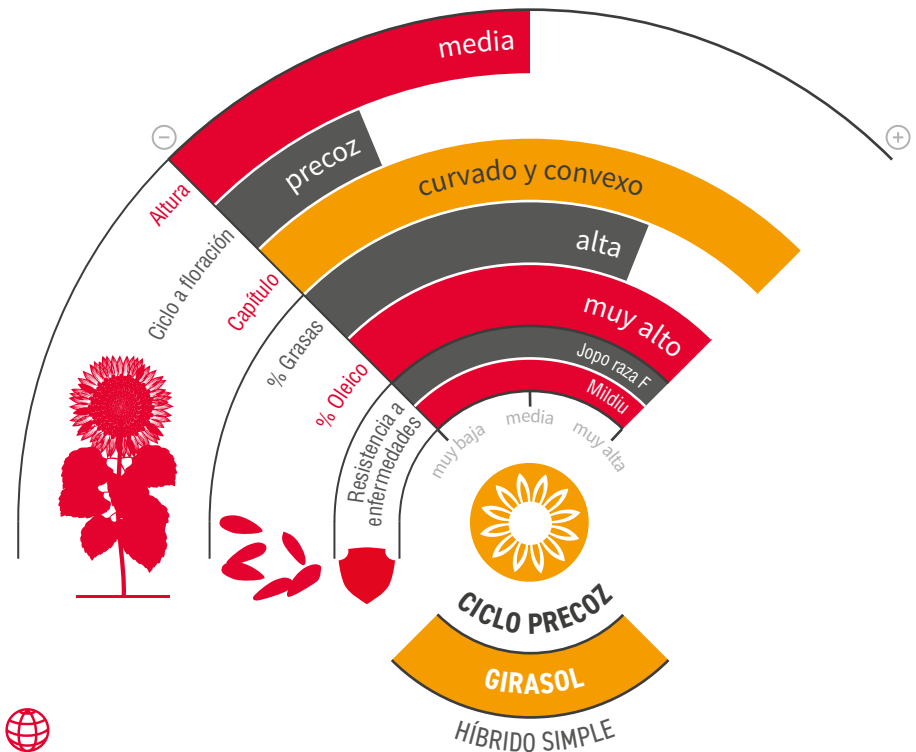 media
precoz
curvado y convexo
alta
muy alto
Jopo raza F
Mildiu
Altura
Ciclo a floración
Capítulo
% Grasas
% Oleico
Resistencia a
enfermedades
muy baja
media
muy alta
CICLO PRECOZ
GIRASOL
HÍBRIDO SIMPLE